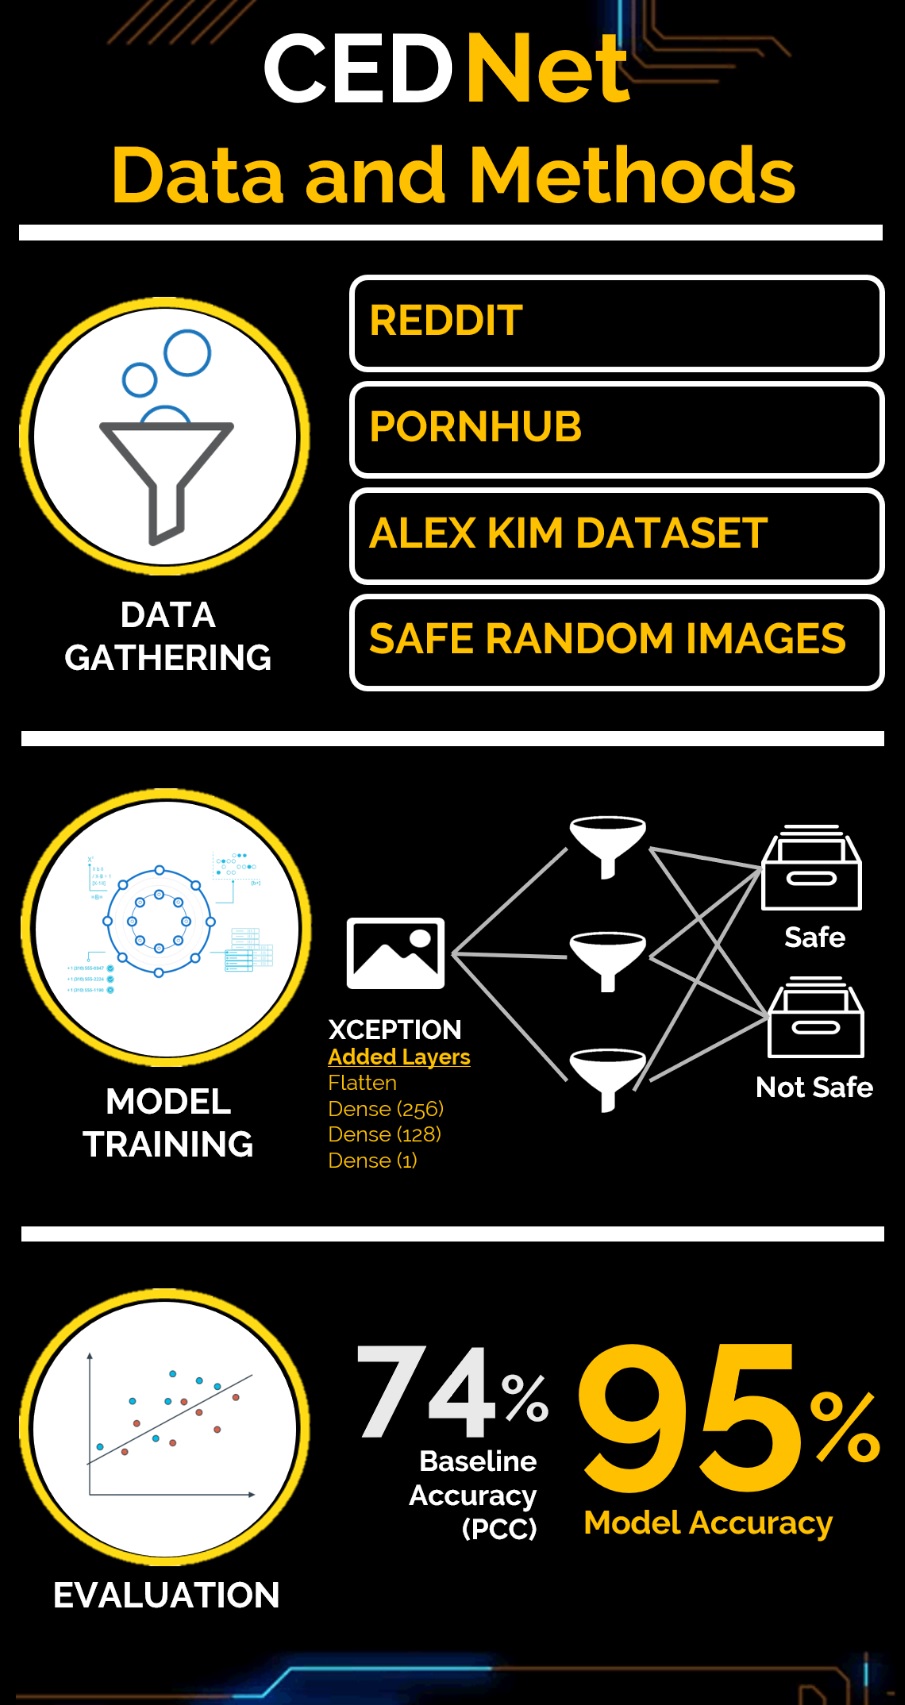 CEDNet
Data and Methods
REDDIT
PORNHUB
ALEX KIM DATASET
SAFE RANDOM IMAGES
DATA
GATHERING
Safe
Not Safe
XCEPTION
Added Layers
Flatten
Dense (256)
Dense (128)
Dense (1)
MODEL
TRAINING
74%
Baseline
Accuracy
(PCC)
95%
Model Accuracy
EVALUATION